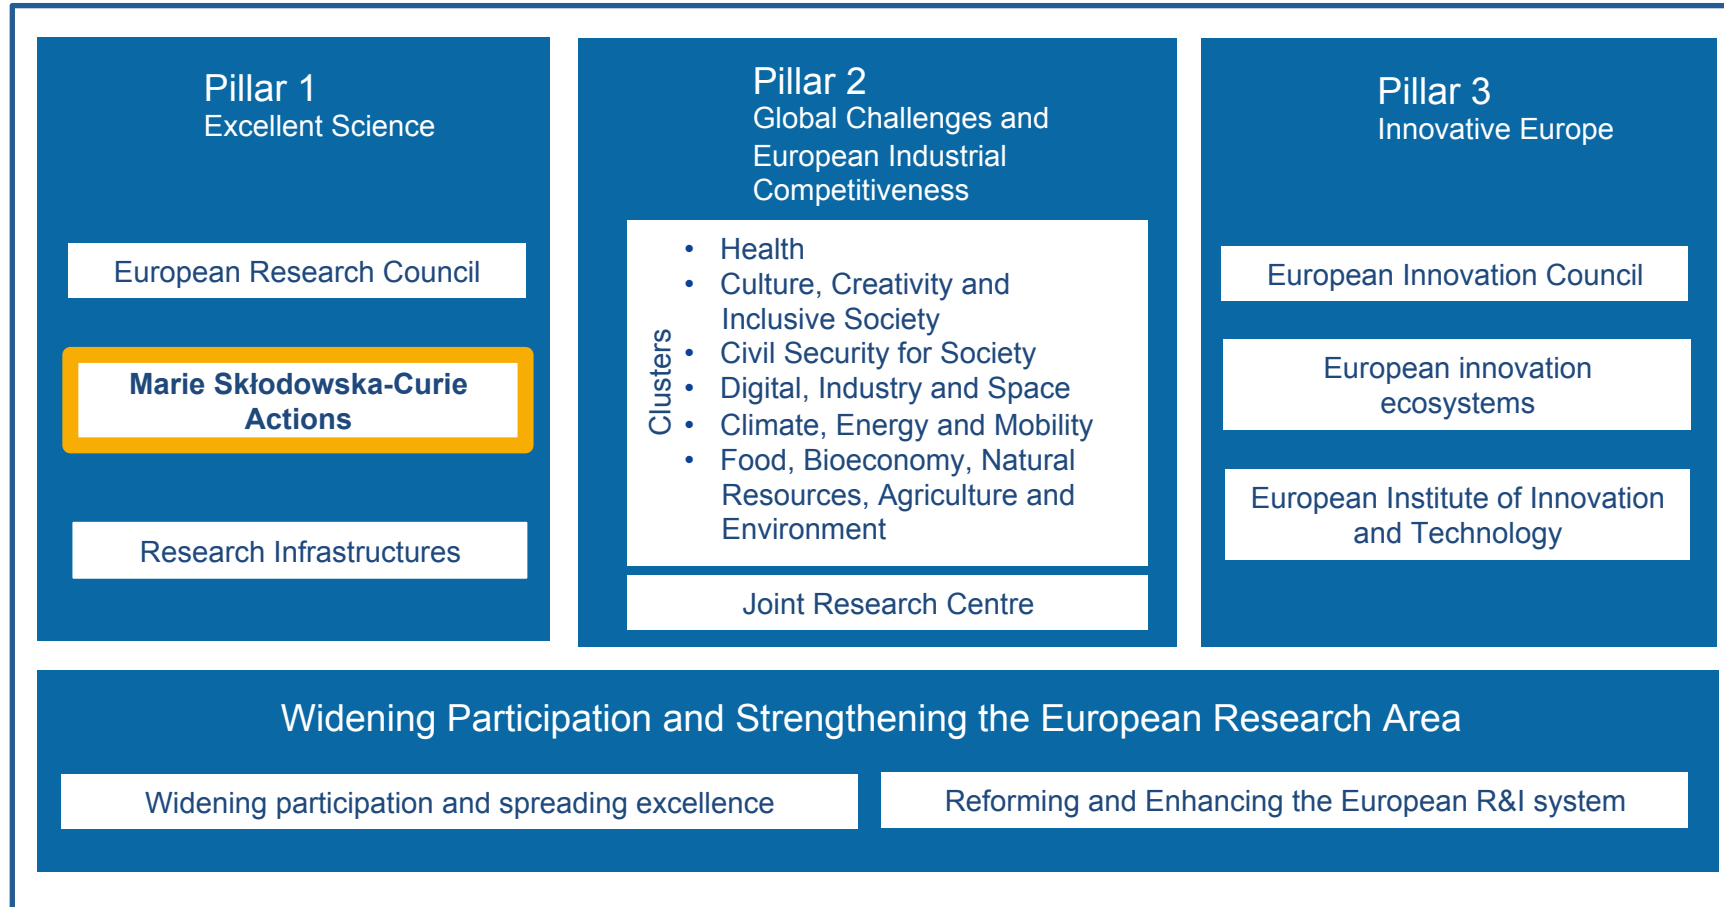 Pillar 1
Excellent Science
European Research Council
Marie Skłodowska-Curie
Actions
Research Infrastructures
Pillar 2
Global Challenges and
European Industrial
Competitiveness
Clusters
• Health
• Culture, Creativity and
Inclusive Society
• Civil Security for Society
• Digital, Industry and Space
• Climate, Energy and Mobility
• Food, Bioeconomy, Natural
Resources, Agriculture and
Environment
Joint Research Centre
Pillar 3
Innovative Europe
European Innovation Council
European innovation
ecosystems
European Institute of Innovation
and Technology
Widening Participation and Strengthening the European Research Area
Widening participation and spreading excellence
Reforming and Enhancing the European R&I system